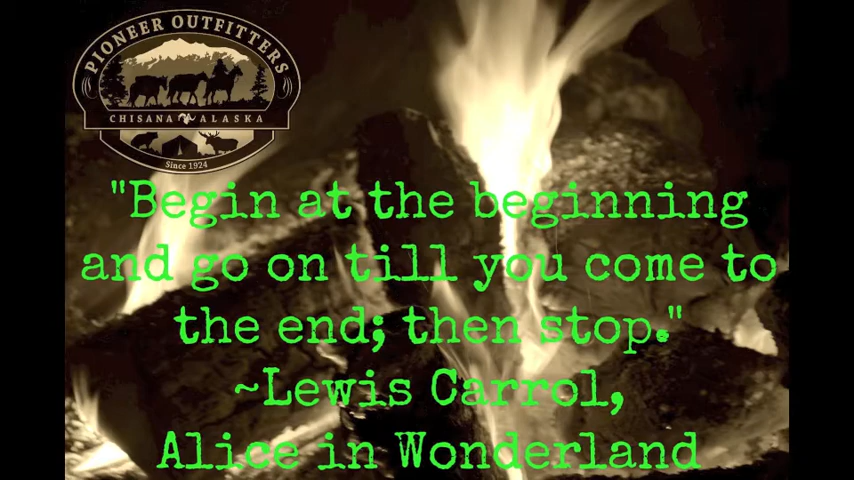 PIONEER OUTFITTERS
CHISANA ALASKA
Since 1924
"Begin at the beginning
and go on till you come to
the end; then stop."
~Lewis Carrol,
Alice in Wonderland